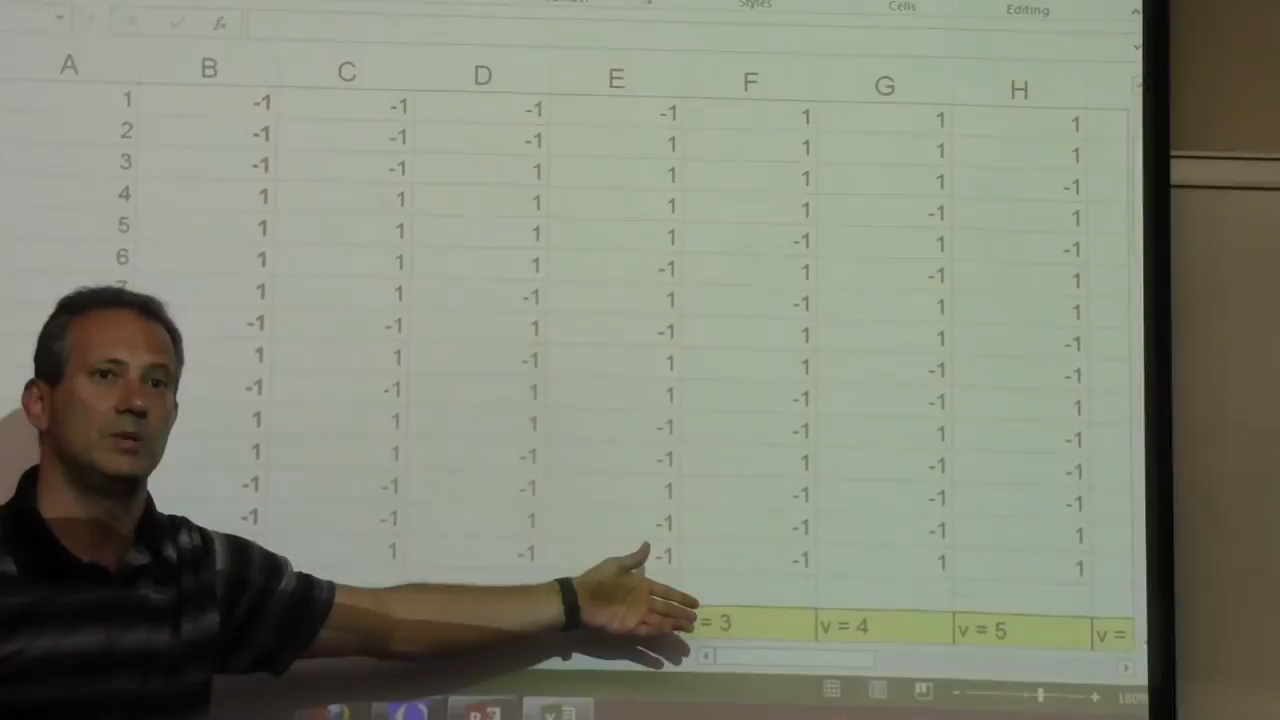 Styles Cells Editing
fx
A B C D E F G H
1 -1 -1 -1 -1 1 1 1
2 -1 -1 -1 1 1 1 1
3 -1 -1 1 1 1 1 -1
4 1 1 1 1 1 -1 1
5 1 1 1 1 -1 1 -1
6 1 1 1 -1 1 -1 1
1 1 -1 1 -1 1 1
-1 -1 1 -1 1 1 -1
1 1 -1 1 1 -1 -1
-1 -1 1 1 -1 -1 1
1 1 1 -1 -1 1 -1
1 1 -1 -1 1 -1 -1
-1 -1 -1 1 -1 -1 -1
-1 -1 1 -1 -1 -1 1
1 -1 -1 -1 1 1
= 3 v = 4 v = 5 v =
180%